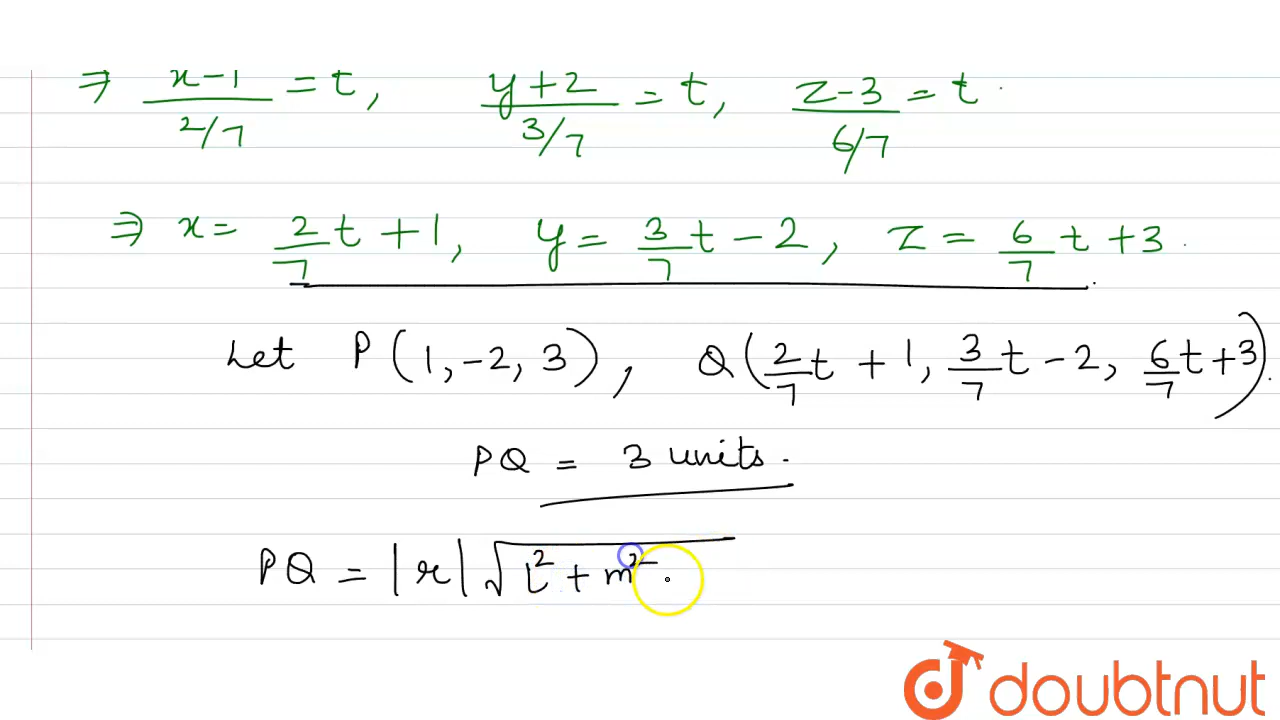 ⇒ x-1/2/7 = t, y+2/3/7 = t, z-3/6/7 = t.
⇒ x = 2/7 t + 1, y = 3/7 t - 2, z = 6/7 t + 3.
Let P(1, -2, 3), Q(2/7 t + 1, 3/7 t - 2, 6/7 t + 3).
PQ = 3 units.
PQ = |r| √l² + m²
doubtnut